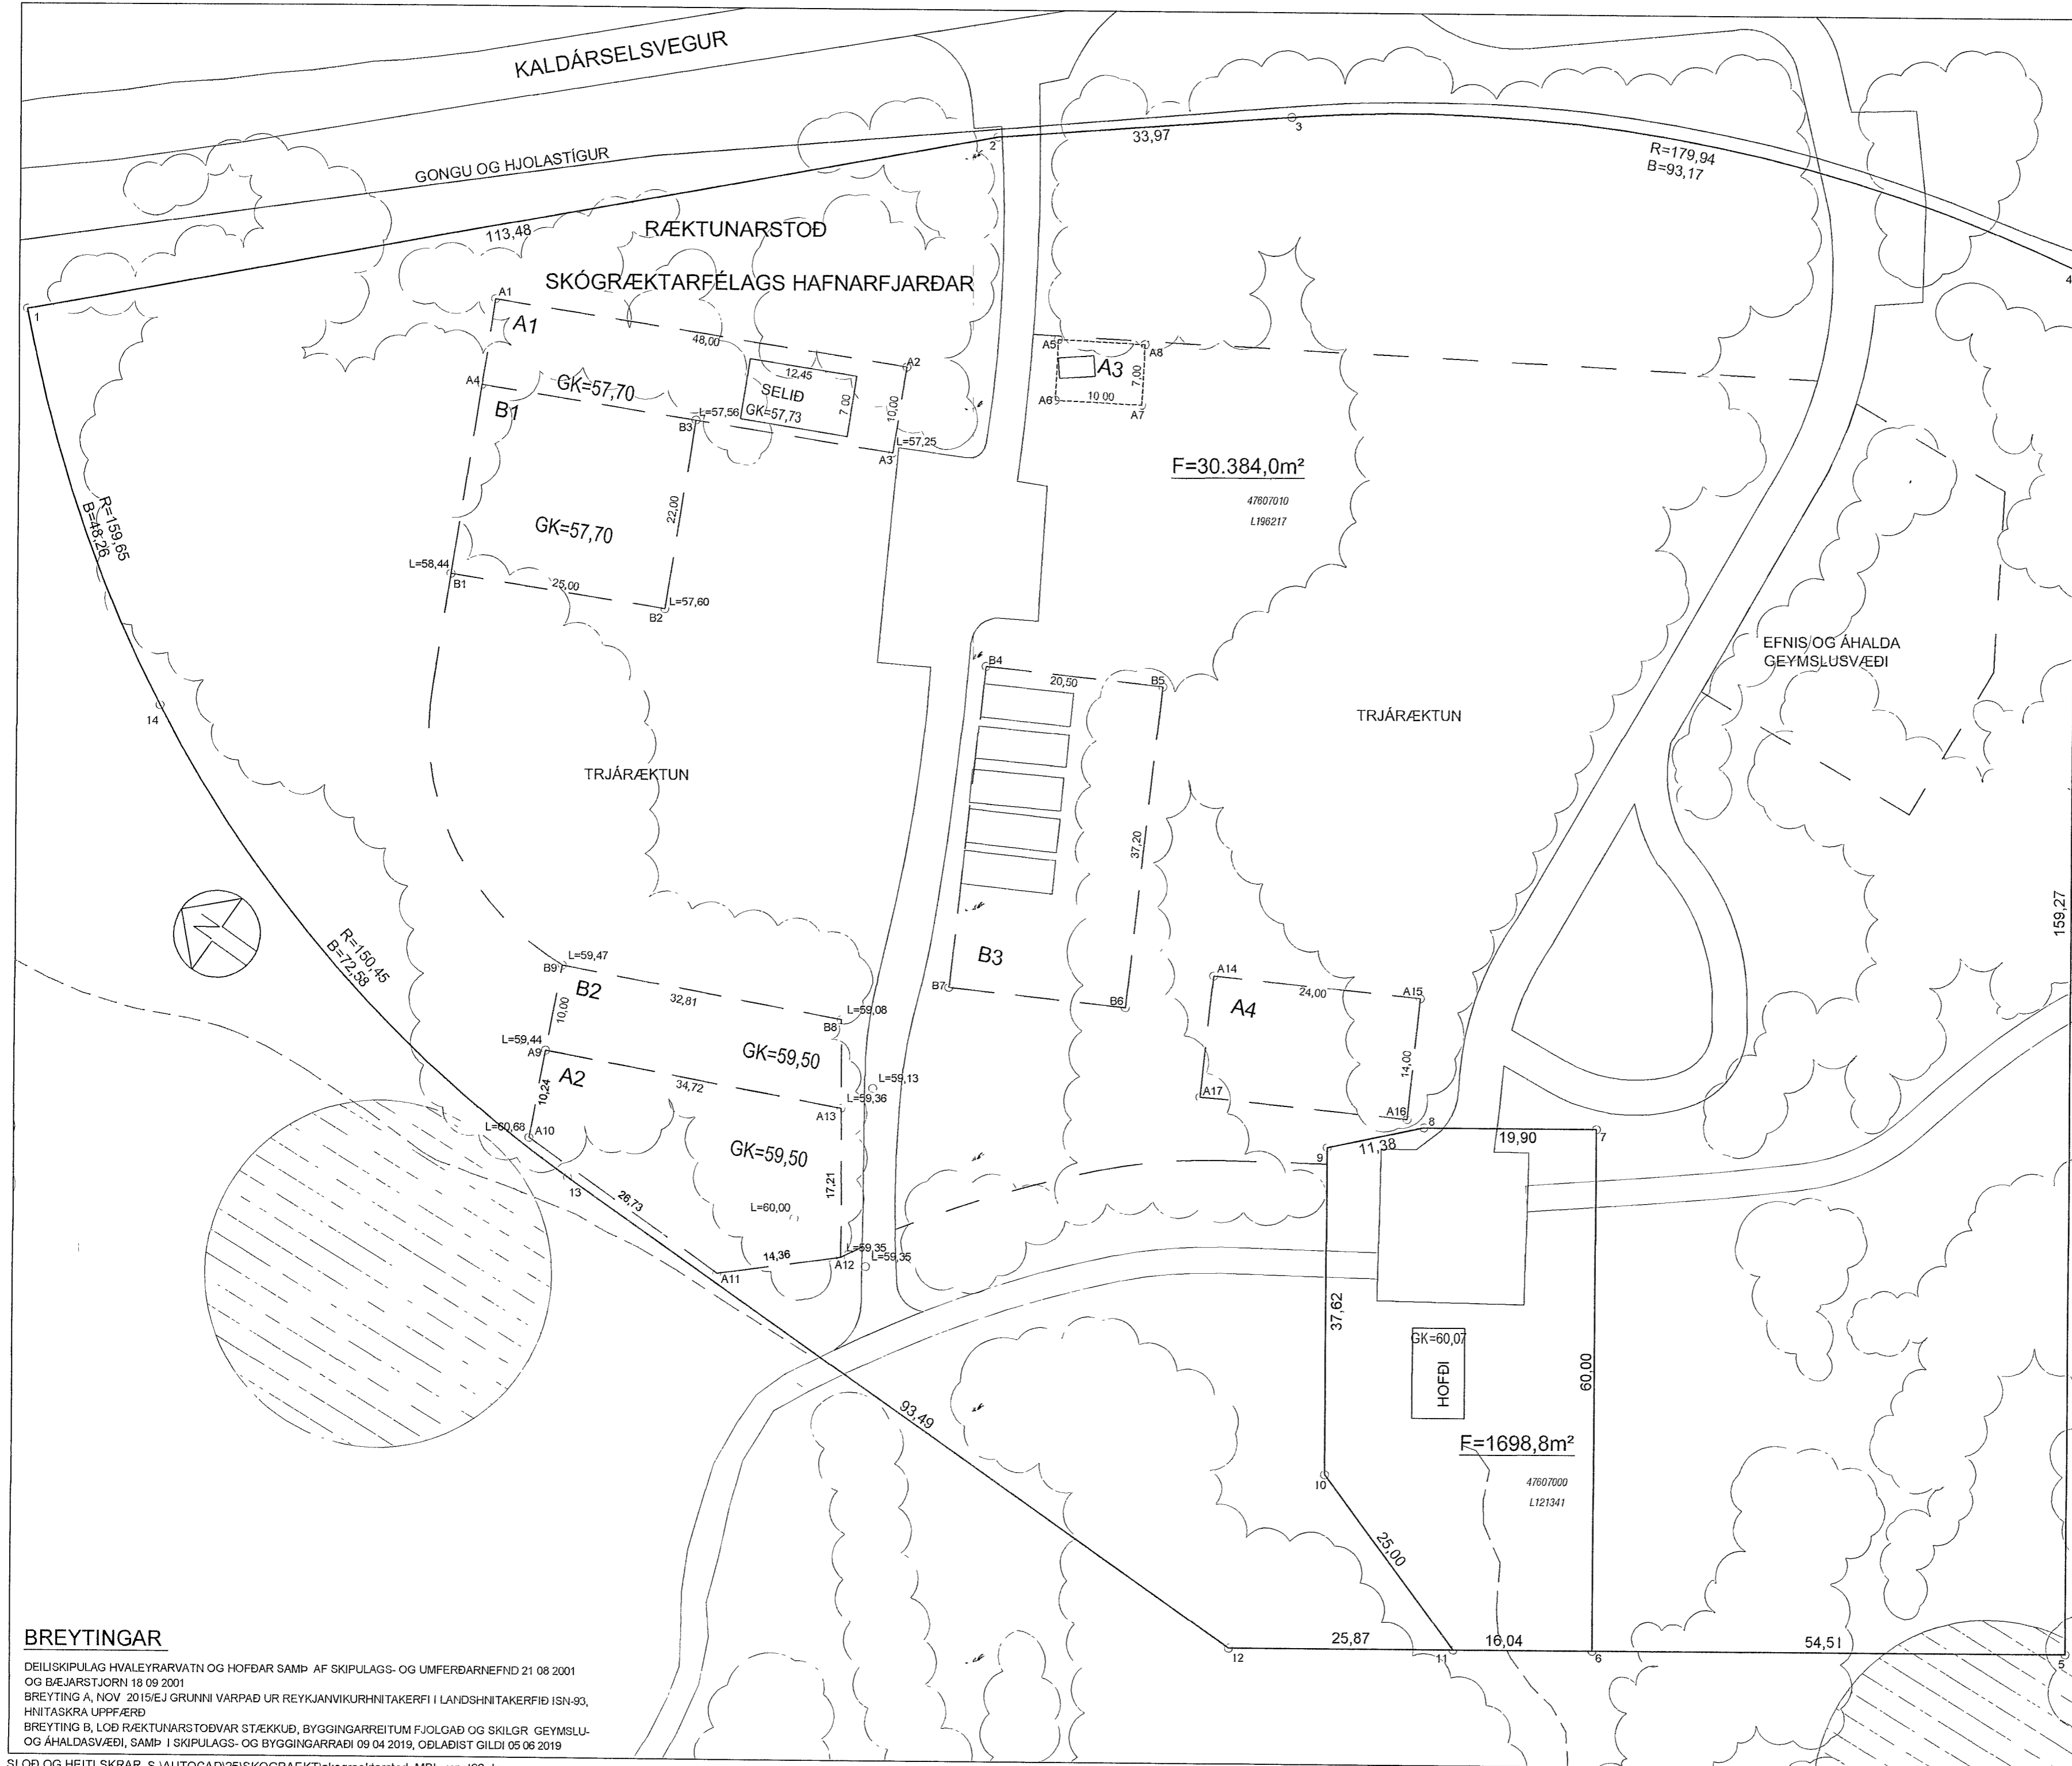 KALDÁRSELSVEGUR
GONGU OG HJOLASTÍGUR
113,48
33,97
R=179,94
B=93,17
1
2
3
4
RÆKTUNARSTOÐ
SKÓGRÆKTARFÉLAGS HAFNARFJARÐAR
A1
A1
48,00
A2
A4
GK=57,70
12,45
SELIÐ
7,00
10,00
GK=57,73
L=57,56
B1
B3
L=57,25
A3
A5
A8
A3
7,00
10 00
A6
A7
F=30.384,0m²
47607010
L196217
R=159,65
B=48,26
22,00
GK=57,70
L=58,44
B1
25,00
L=57,60
B2
14
TRJÁRÆKTUN
B4
20,50
B5
37,20
EFNIS OG ÁHALDA
GEYMSLUSVÆÐI
TRJÁRÆKTUN
159,27
R=150,45
B=72,58
L=59,47
B9
B2
10,00
32,81
L=59,08
B8
B3
B7
B6
L=59,44
A9
GK=59,50
A2
10,24
34,72
L=59,13
L=59,36
A13
L=60,68
A10
GK=59,50
13
26,73
17,21
L=60,00
14,36
L=59,35
L=59,35
A12
A11
A14
24,00
A15
A4
14,00
A17
A16
8
7
11,38
19,90
9
37,62
GK=60,07
HOFÐI
60,00
93,49
F=1698,8m²
47607000
L121341
10
25,00
25,87
16,04
54,51
12
11
6
5
BREYTINGAR
DEILISKIPULAG HVALEYRARVATN OG HOFÐAR SAMÞ AF SKIPULAGS- OG UMFERÐARNEFND 21 08 2001
OG BÆJARSTJORN 18 09 2001
BREYTING A, NOV 2015/EJ GRUNNI VARPAÐ UR REYKJANVIKURHNITAKERFI I LANDSHNITAKERFIÐ ISN-93,
HNITASKRA UPPFÆRÐ
BREYTING B, LOÐ RÆKTUNARSTOÐVAR STÆKKUÐ, BYGGINGARREITUM FJOLGAÐ OG SKILGR GEYMSLU-
OG ÁHALDASVÆÐI, SAMÞ I SKIPULAGS- OG BYGGINGARRAÐI 09 04 2019, OÐLAÐIST GILDI 05 06 2019